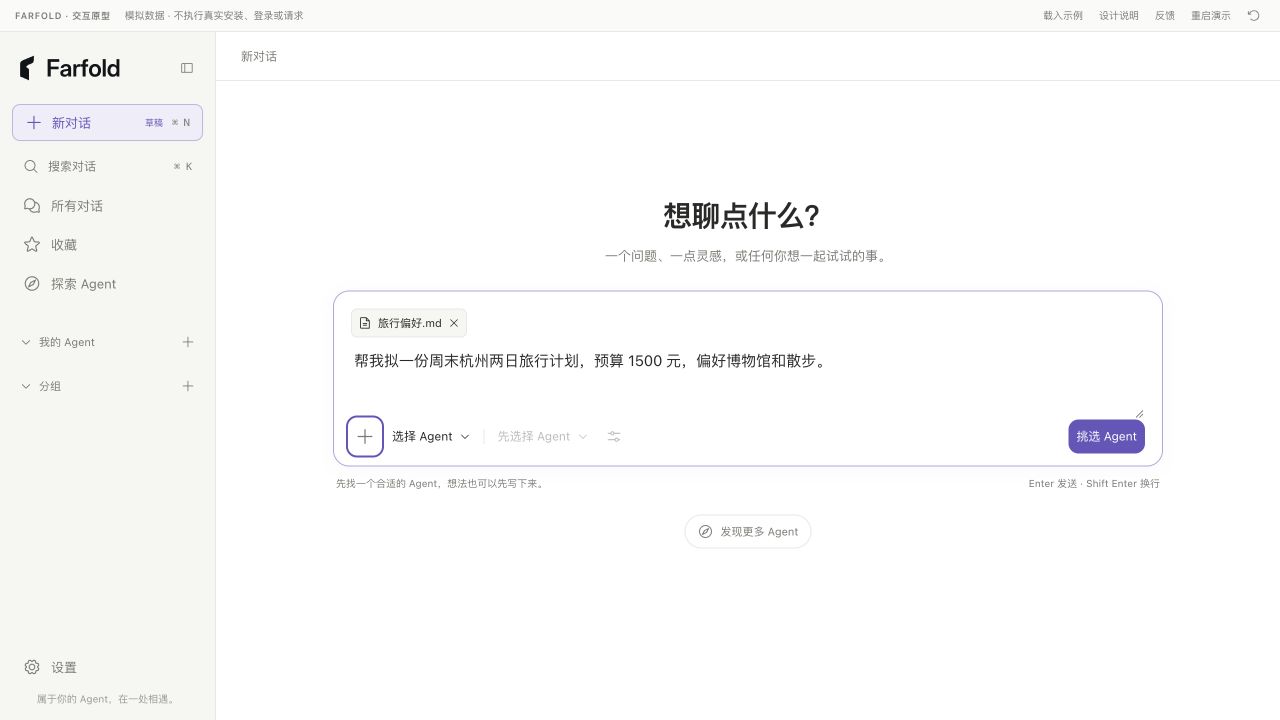 FARFOLD · 交互原型 模拟数据 · 不执行真实安装、登录或请求 载入示例 设计说明 反馈 重启演示
Farfold
新对话
新对话 草稿 ⌘ N
搜索对话 ⌘ K
所有对话
收藏
探索 Agent
我的 Agent
分组
想聊点什么?
一个问题、一点灵感，或任何你想一起试试的事。
旅行偏好.md
帮我拟一份周末杭州两日旅行计划，预算 1500 元，偏好博物馆和散步。
选择 Agent 先选择 Agent 挑选 Agent
先找一个合适的 Agent，想法也可以先写下来。 Enter 发送 · Shift Enter 换行
发现更多 Agent
设置
属于你的 Agent，在一处相遇。